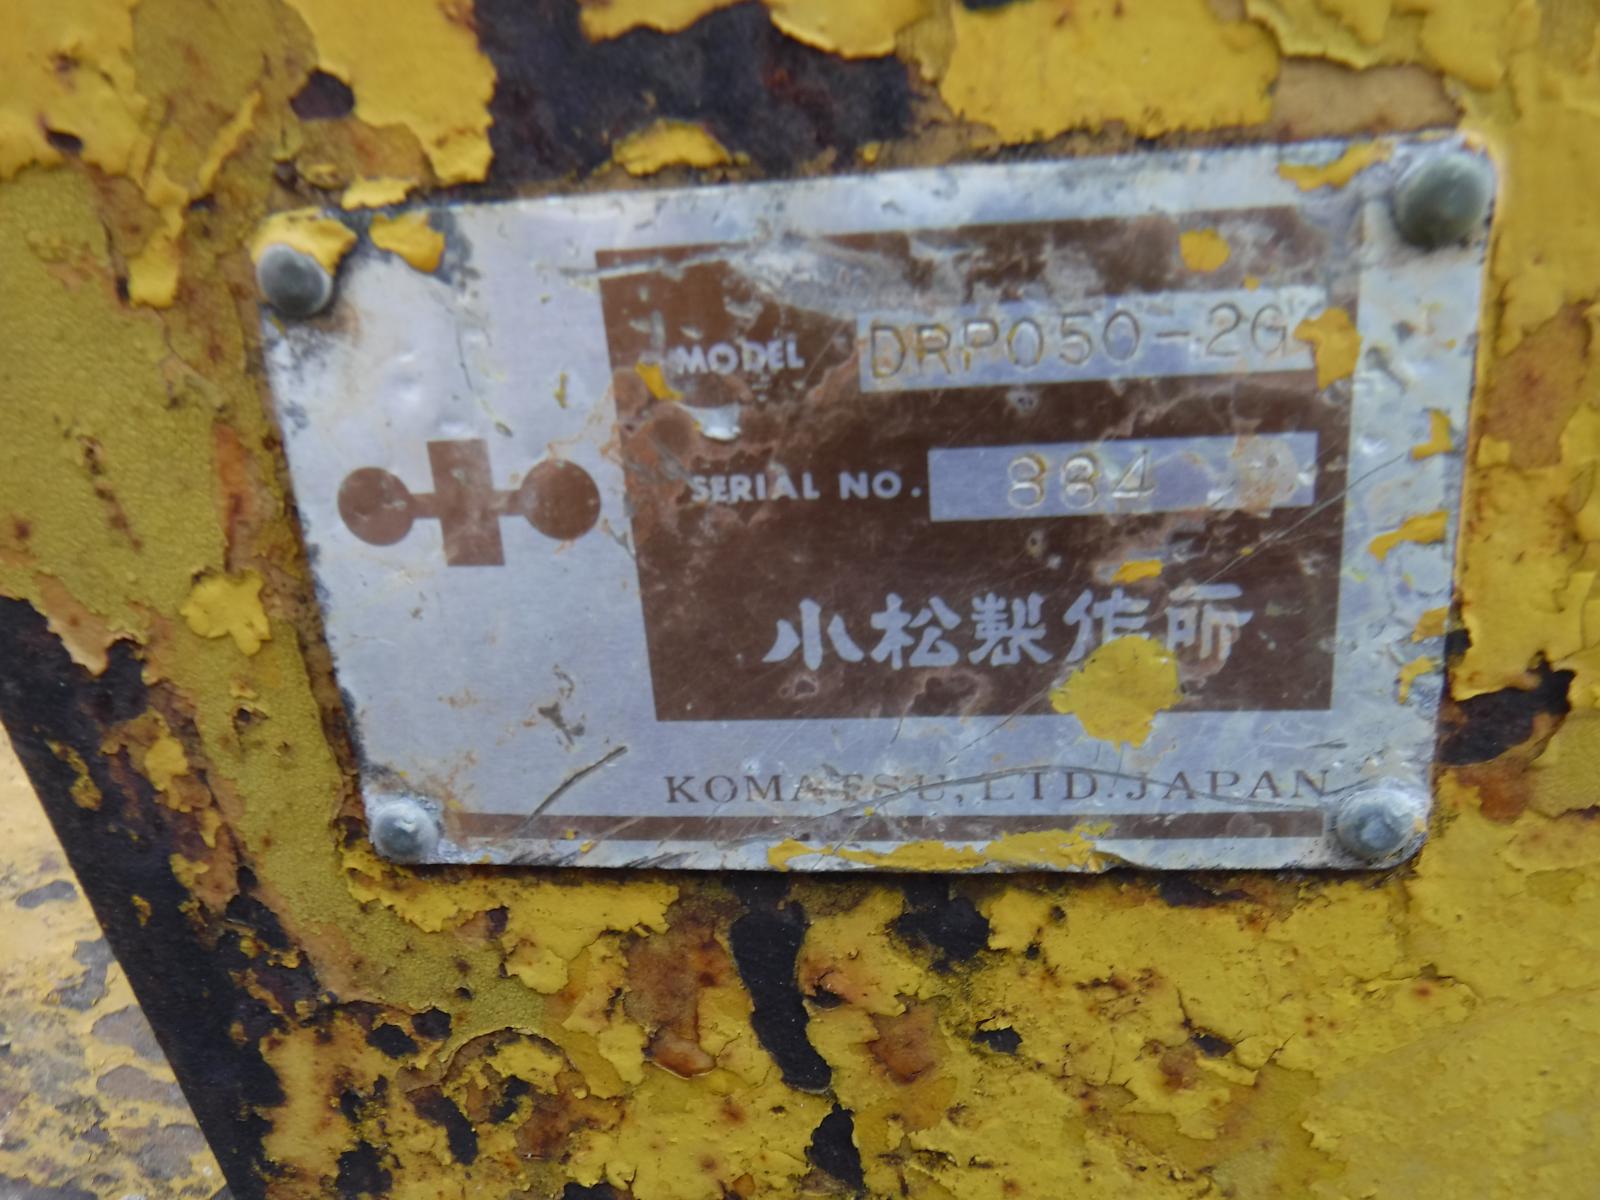 MODEL DRP050-2G
SERIAL NO. 884
小松製作所
KOMATSU, LTD. JAPAN